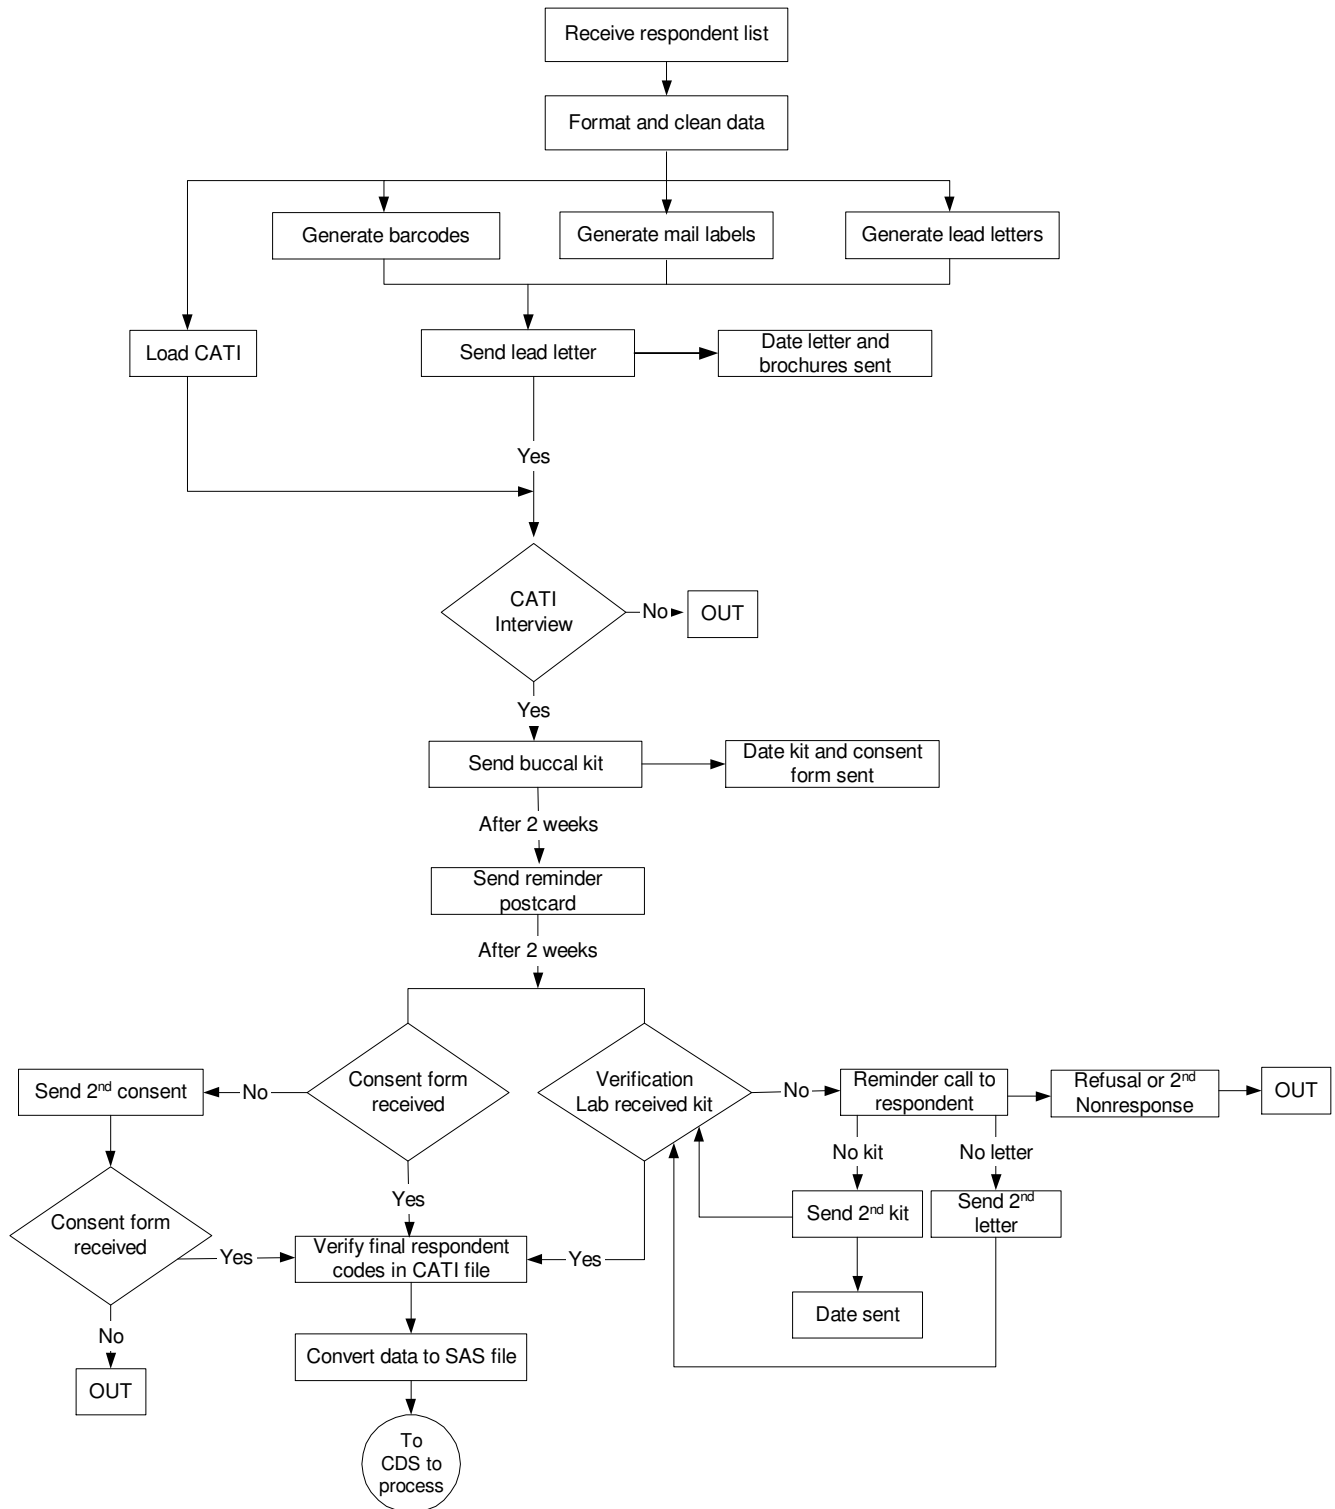 Receive respondent list
Format and clean data
Generate barcodes
Generate mail labels
Generate lead letters
Load CATI
Send lead letter
Date letter and
brochures sent
Yes
CATI
Interview
No
OUT
Yes
Send buccal kit
Date kit and consent
form sent
After 2 weeks
Send reminder
postcard
After 2 weeks
Send 2nd consent
No
Consent form
received
Verification
Lab received kit
No
Reminder call to
respondent
Refusal or 2nd
Nonresponse
OUT
No kit
No letter
Yes
Send 2nd kit
Send 2nd
letter
Consent form
received
Yes
Verify final respondent
codes in CATI file
Yes
Date sent
No
Convert data to SAS file
OUT
To
CDS to
process